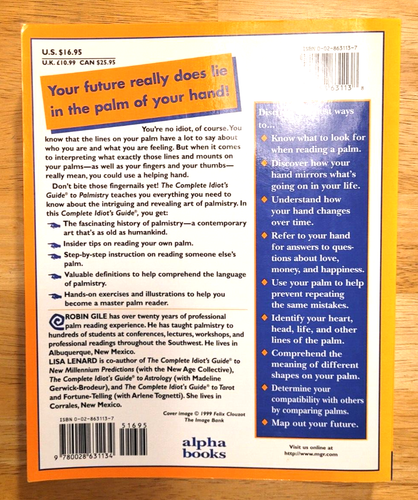 U.S. $16.95
U.K. £10.99 CAN $25.95
ISBN 0-02-863113-7
Your future really does lie
in the palm of your hand!
You're no idiot, of course. You
know that the lines on your palm have a lot to say about
who you are and what you are feeling. But when it comes
to interpreting what exactly those lines and mounts on
your palms—as well as your fingers and your thumbs—
really mean, you could use a helping hand.
Don't bite those fingernails yet! The Complete Idiot's
Guide® to Palmistry teaches you everything you need to
know about the intriguing and revealing art of palmistry. In
this Complete Idiot's Guide®, you get:
The fascinating history of palmistry—a contemporary
art that's as old as humankind.
Insider tips on reading your own palm.
Step-by-step instruction on reading someone else's
palm.
Valuable definitions to help comprehend the language
of palmistry.
Hands-on exercises and illustrations to help you
become a master palm reader.
ROBIN GILE has over twenty years of professional
palm reading experience. He has taught palmistry to
hundreds of students at conferences, lectures, workshops, and
professional readings throughout the Southwest. He lives in
Albuquerque, New Mexico.
LISA LENARD is co-author of The Complete Idiot's Guide® to
New Millennium Predictions (with the New Age Collective),
The Complete Idiot's Guide® to Astrology (with Madeline
Gerwick-Brodeur), and The Complete Idiot's Guide® to Tarot
and Fortune-Telling (with Arlene Tognetti). She lives in
Corrales, New Mexico.
Cover image © 1999 Felix Clouzot
The Image Bank
ISBN 0-02-863113-7
51695
9 780028 631134
alpha
books
ways
to...
Know what to look for
when reading a palm.
Discover how your
hand mirrors what's
going on in your life.
Understand how
your hand changes
over time.
Refer to your hand
for answers to ques-
tions about love,
money, and happiness.
Use your palm to help
prevent repeating
the same mistakes.
Identify your heart,
head, life, and other
lines of the palm.
Comprehend the
meaning of different
shapes on your palm.
Determine your
compatibility with others
by comparing palms.
Map out your future.
Visit us online at
http://www.mgr.com